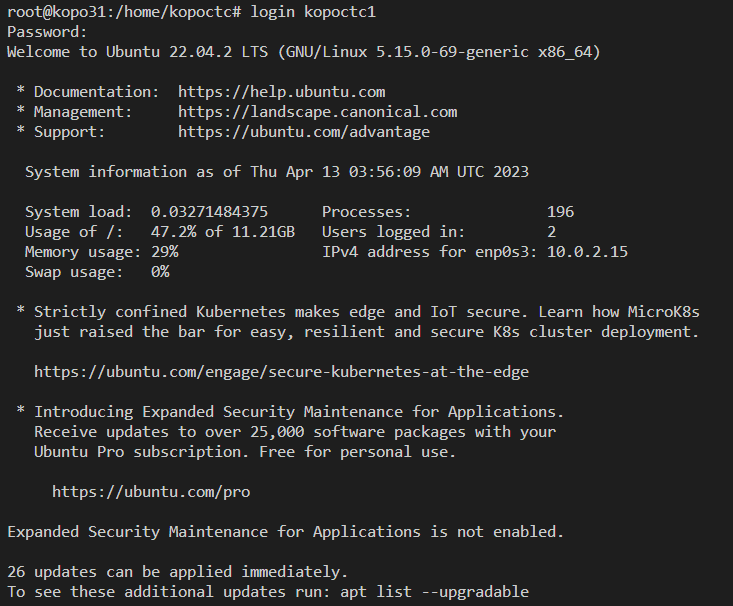 root@kopo31:/home/kopoctc# login kopoctc1
Password:
Welcome to Ubuntu 22.04.2 LTS (GNU/Linux 5.15.0-69-generic x86_64)

 * Documentation:  https://help.ubuntu.com
 * Management:     https://landscape.canonical.com
 * Support:        https://ubuntu.com/advantage

  System information as of Thu Apr 13 03:56:09 AM UTC 2023

  System load:  0.03271484375      Processes:               196
  Usage of /:   47.2% of 11.21GB   Users logged in:         2
  Memory usage: 29%                IPv4 address for enp0s3: 10.0.2.15
  Swap usage:   0%

 * Strictly confined Kubernetes makes edge and IoT secure. Learn how MicroK8s
   just raised the bar for easy, resilient and secure K8s cluster deployment.

   https://ubuntu.com/engage/secure-kubernetes-at-the-edge

 * Introducing Expanded Security Maintenance for Applications.
   Receive updates to over 25,000 software packages with your
   Ubuntu Pro subscription. Free for personal use.

     https://ubuntu.com/pro

Expanded Security Maintenance for Applications is not enabled.

26 updates can be applied immediately.
To see these additional updates run: apt list --upgradable